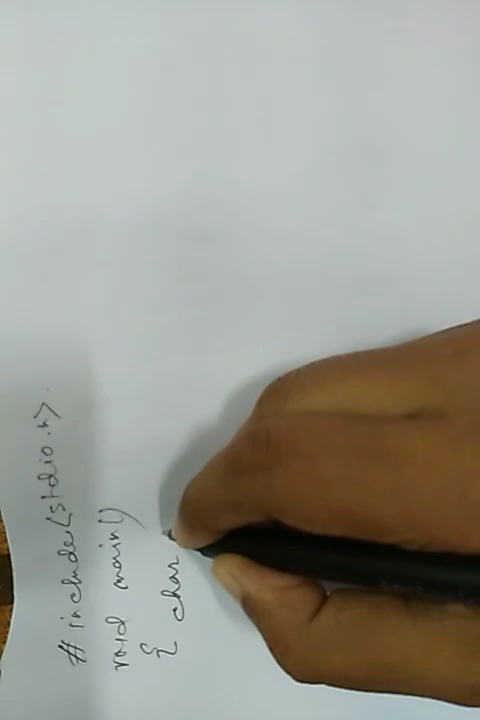 # include<stdio.h>
void main()
{ char